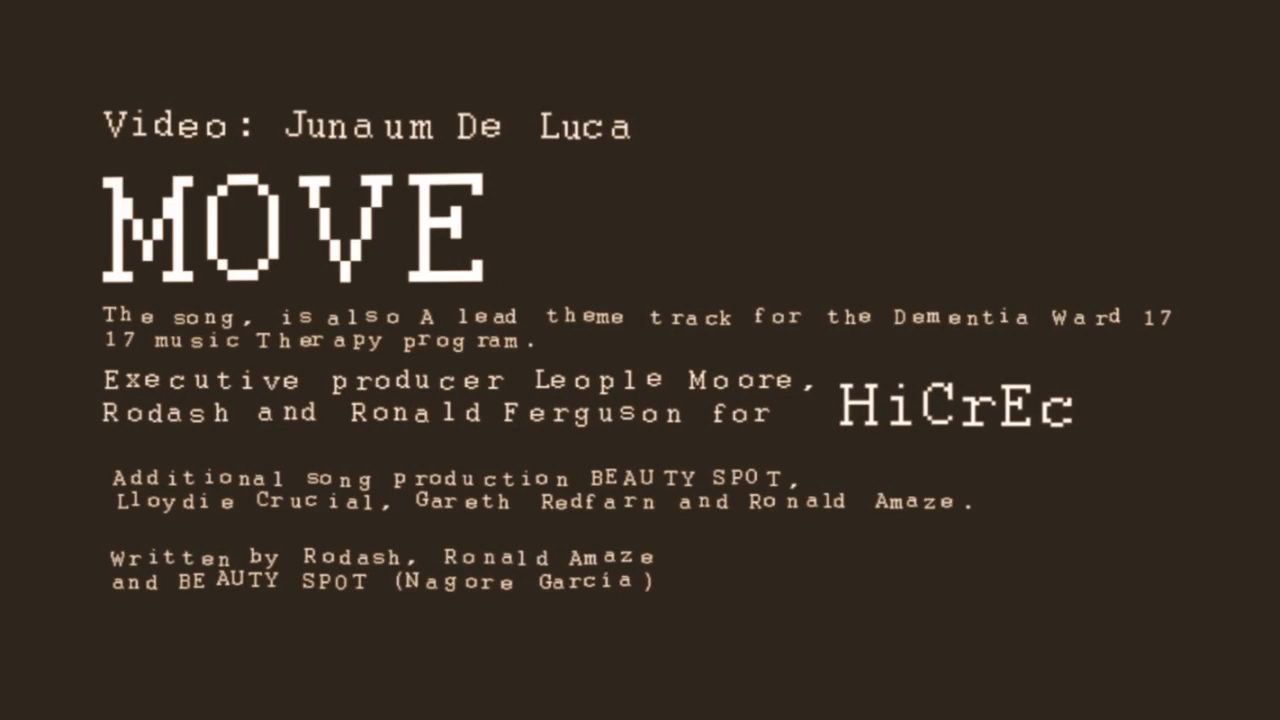 Video: Junaum De Luca
MOVE
The song, is also A lead theme track for the Dementia Ward 17
17 music Therapy program.
Executive producer Leople Moore,
Rodash and Ronald Ferguson for HiCrEc
Additional song production BEAUTY SPOT,
Lloydie Crucial, Gareth Redfarn and Ronald Amaze.
Written by Rodash, Ronald Amaze
and BEAUTY SPOT (Nagore Garcia)